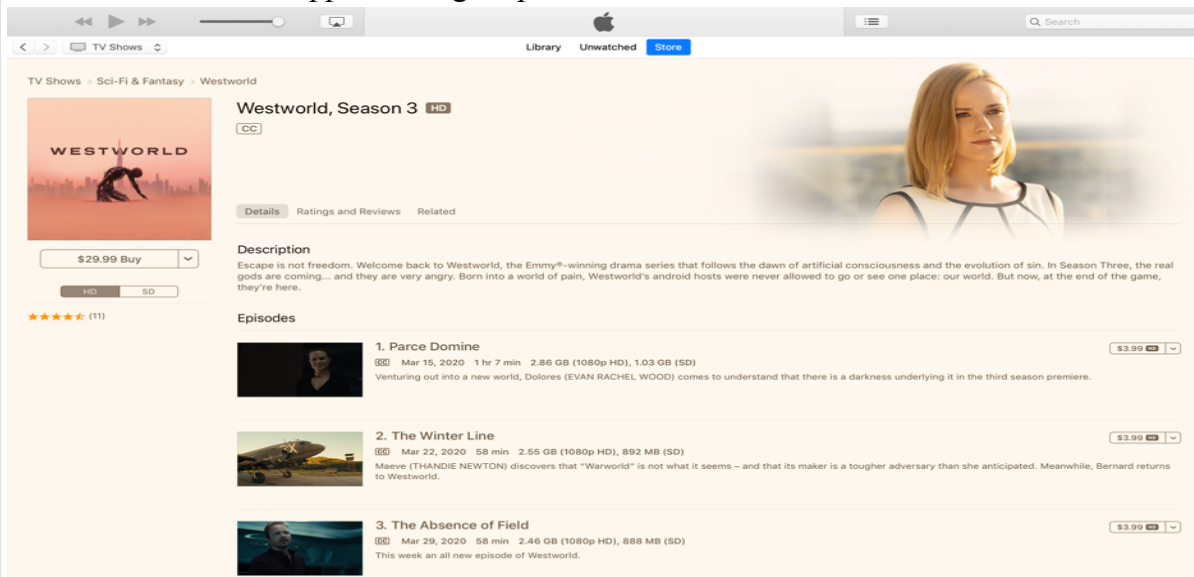 Search
TV Shows
Library Unwatched Store
TV Shows > Sci-Fi & Fantasy > Westworld
WESTWORLD
Westworld, Season 3 HD
CC
Details Ratings and Reviews Related
$29.99 Buy
HD SD
(11)
Description
Escape is not freedom. Welcome back to Westworld, the Emmy®-winning drama series that follows the dawn of artificial consciousness and the evolution of sin. In Season Three, the real
gods are coming... and they are very angry. Born into a world of pain, Westworld's android hosts were never allowed to go or see one place: our world. But now, at the end of the game,
they're here.
Episodes
1. Parce Domine
$3.99 HD
CC Mar 15, 2020 1 hr 7 min 2.86 GB (1080p HD), 1.03 GB (SD)
Venturing out into a new world, Dolores (EVAN RACHEL WOOD) comes to understand that there is a darkness underlying it in the third season premiere.
2. The Winter Line
$3.99 HD
CC Mar 22, 2020 58 min 2.55 GB (1080p HD), 892 MB (SD)
Maeve (THANDIE NEWTON) discovers that “Warworld” is not what it seems – and that its maker is a tougher adversary than she anticipated. Meanwhile, Bernard returns
to Westworld.
3. The Absence of Field
$3.99 HD
CC Mar 29, 2020 58 min 2.46 GB (1080p HD), 888 MB (SD)
This week an all new episode of Westworld.